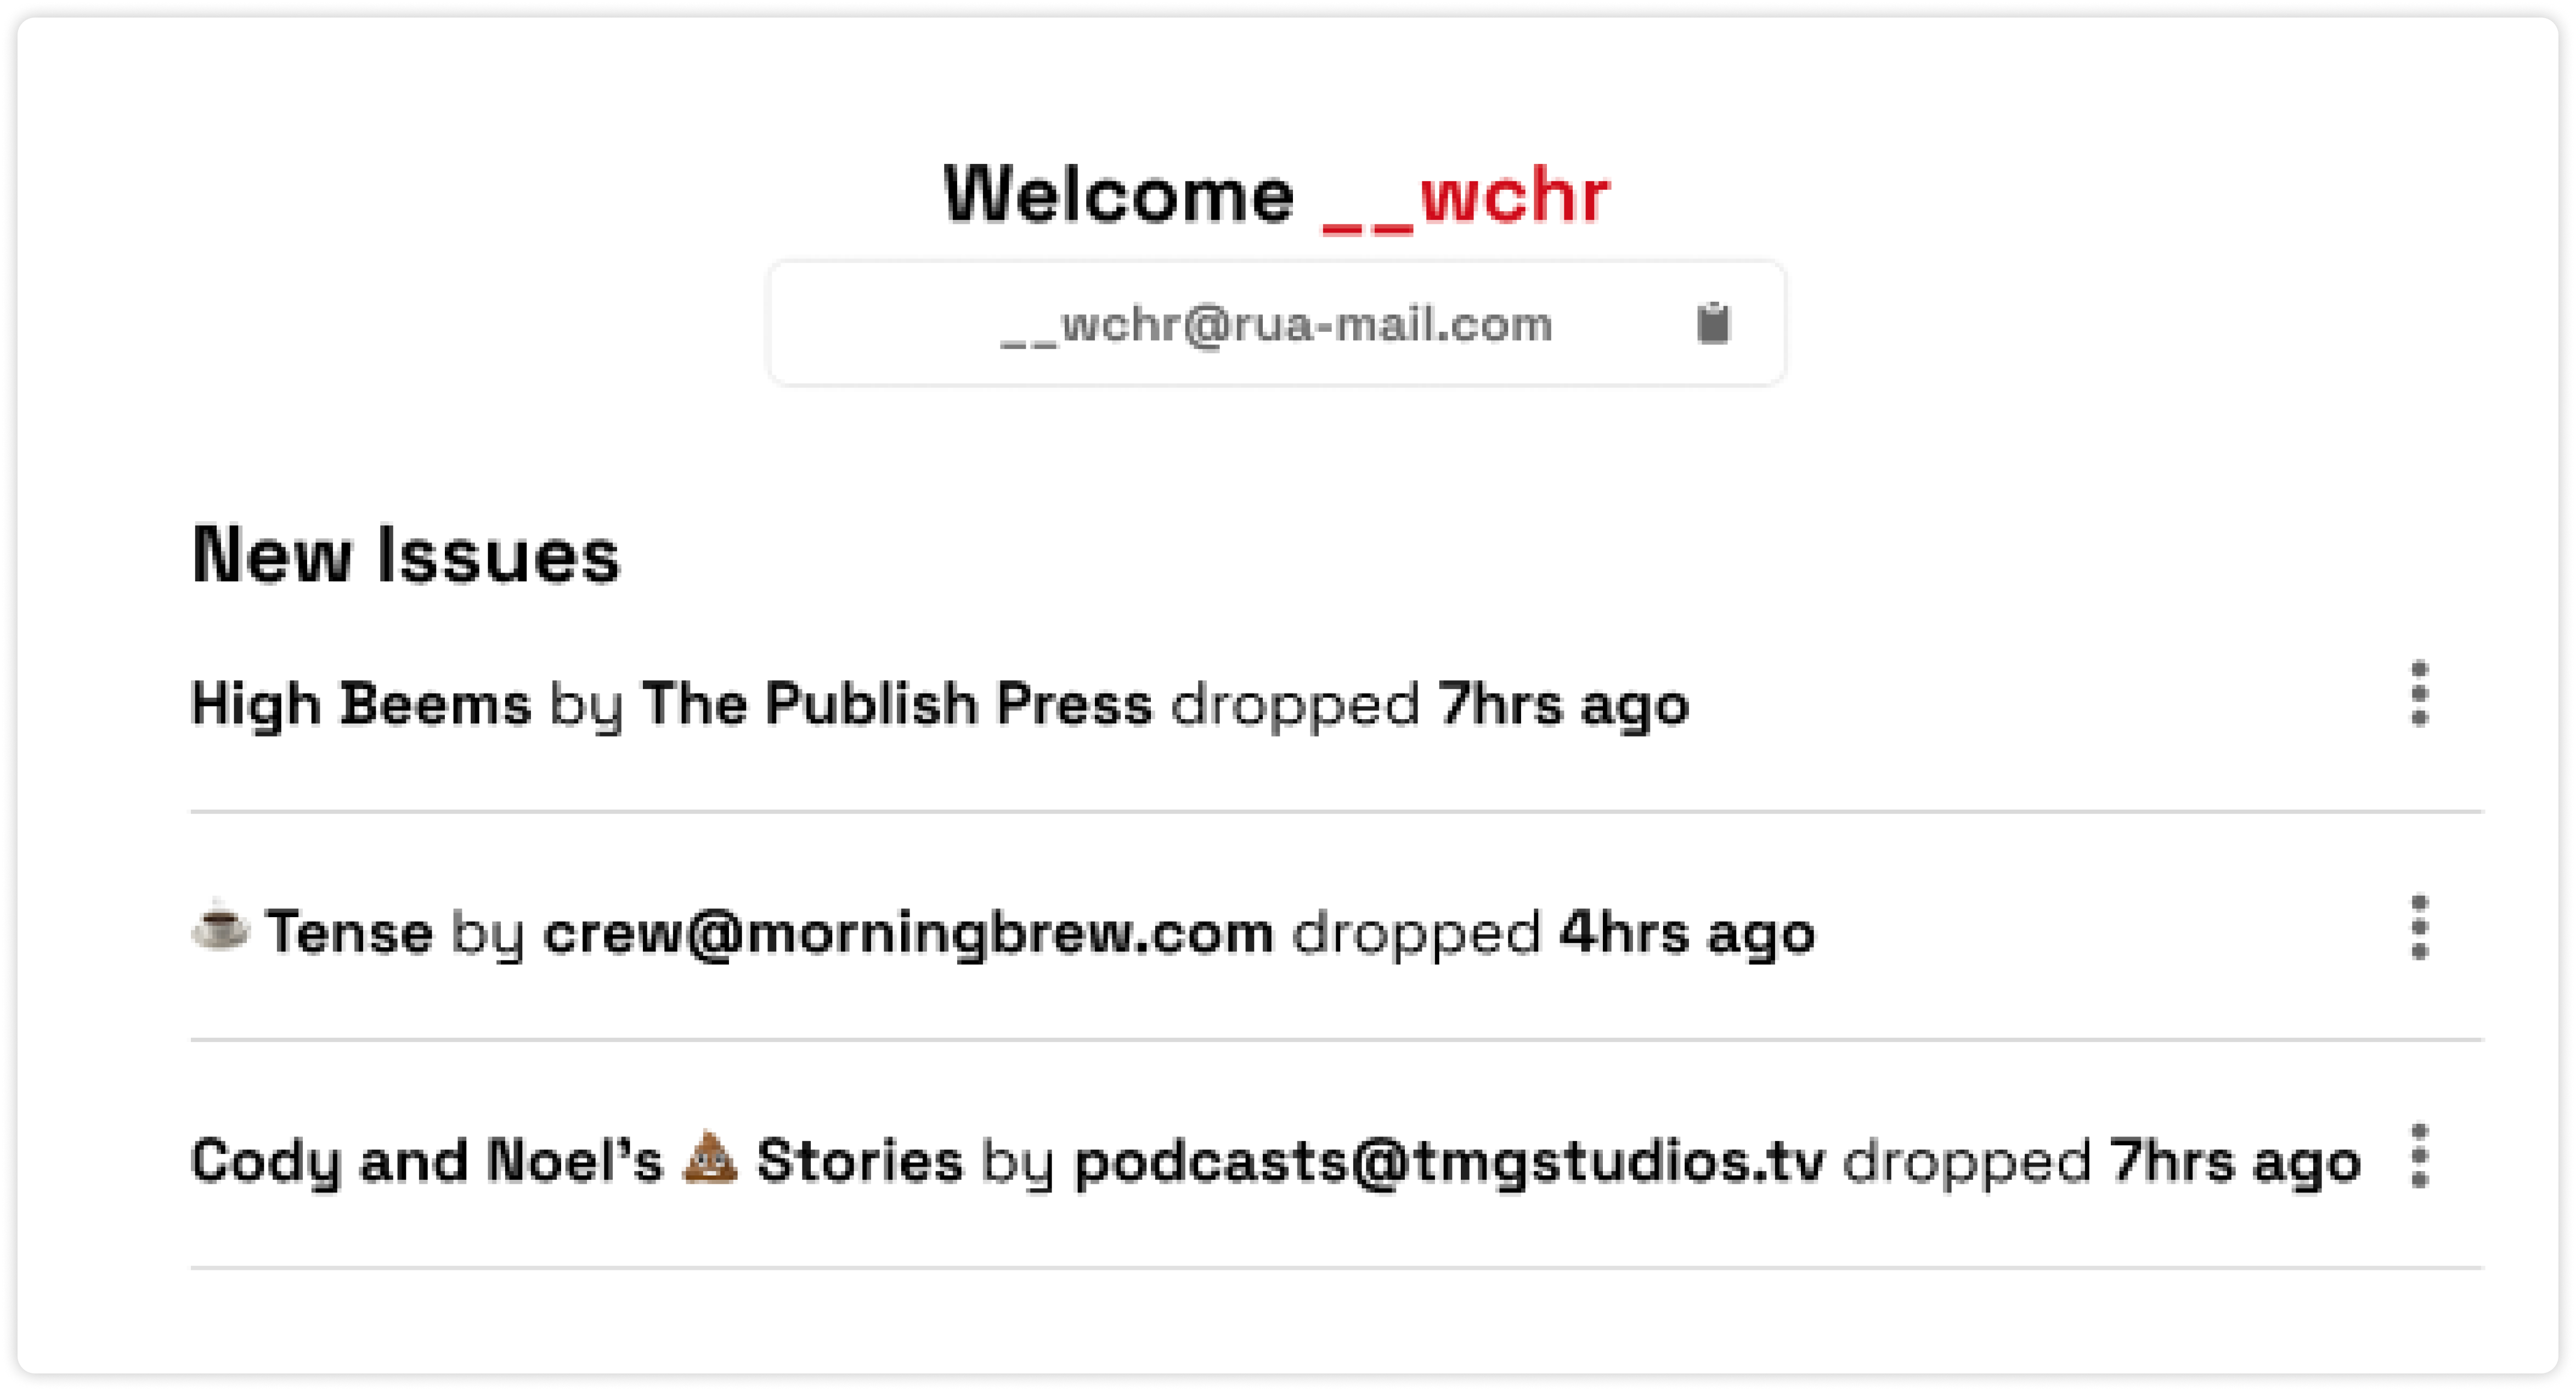 Welcome __wchr
__wchr@rua-mail.com
New Issues
High Beems by The Publish Press dropped 7hrs ago
☕ Tense by crew@morningbrew.com dropped 4hrs ago
Cody and Noel's 💩 Stories by podcasts@tmgstudios.tv dropped 7hrs ago